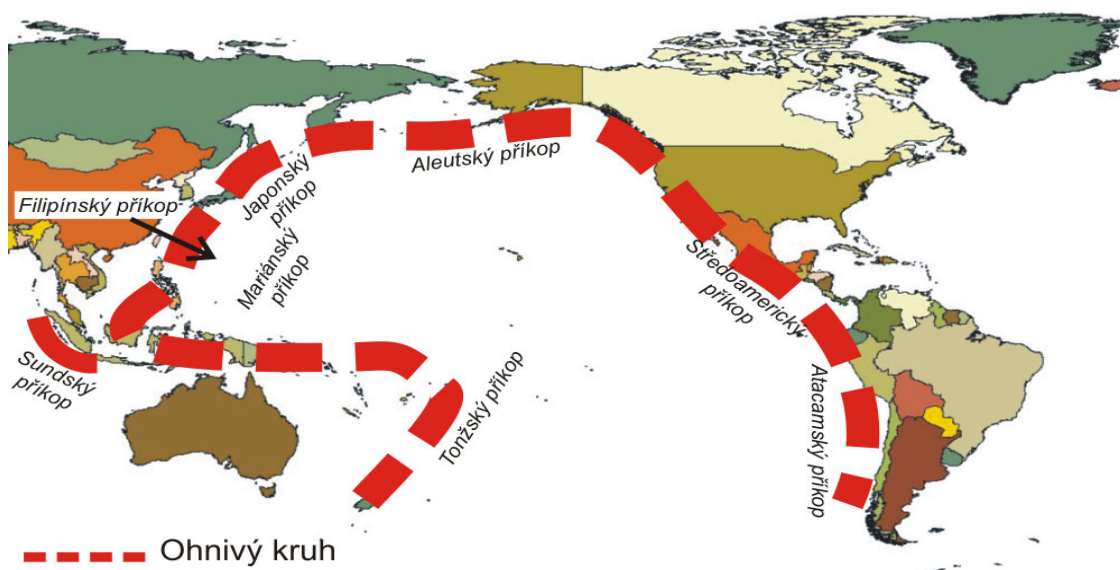 Aleutský příkop
Japonský
příkop
Filipínský příkop
Mariánský
příkop
Středoamerický
příkop
Sundský
příkop
Tonžský příkop
Atacamský příkop
Ohnivý kruh